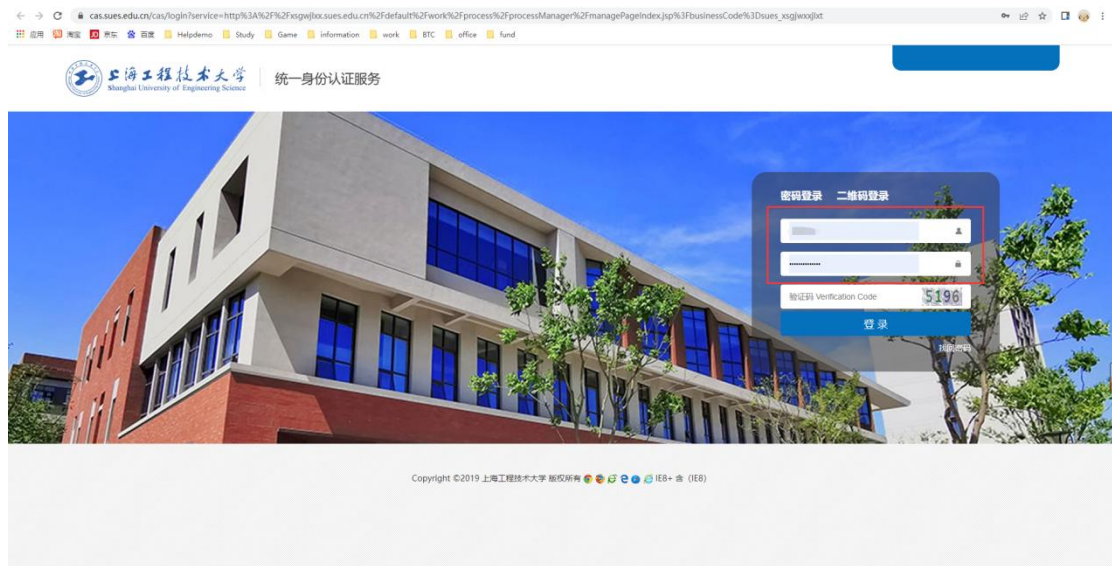 cas.sues.edu.cn/cas/login?service=http%3A%2F%2Fxsgwjlxx.sues.edu.cn%2Fdefault%2Fwork%2Fprocess%2FprocessManager%2FmanagePageIndex.jsp%3FbusinessCode%3Dsues_xsgjwxxjlxt
应用 淘宝 京东 百度 Helpdemo Study Game information work BTC office fund
上海工程技术大学 统一身份认证服务
Shanghai University of Engineering Science
密码登录 二维码登录
验证码 Verification Code 5196
登 录
找回密码
Copyright ©2019 上海工程技术大学 版权所有 IE8+ 含 (IE8)